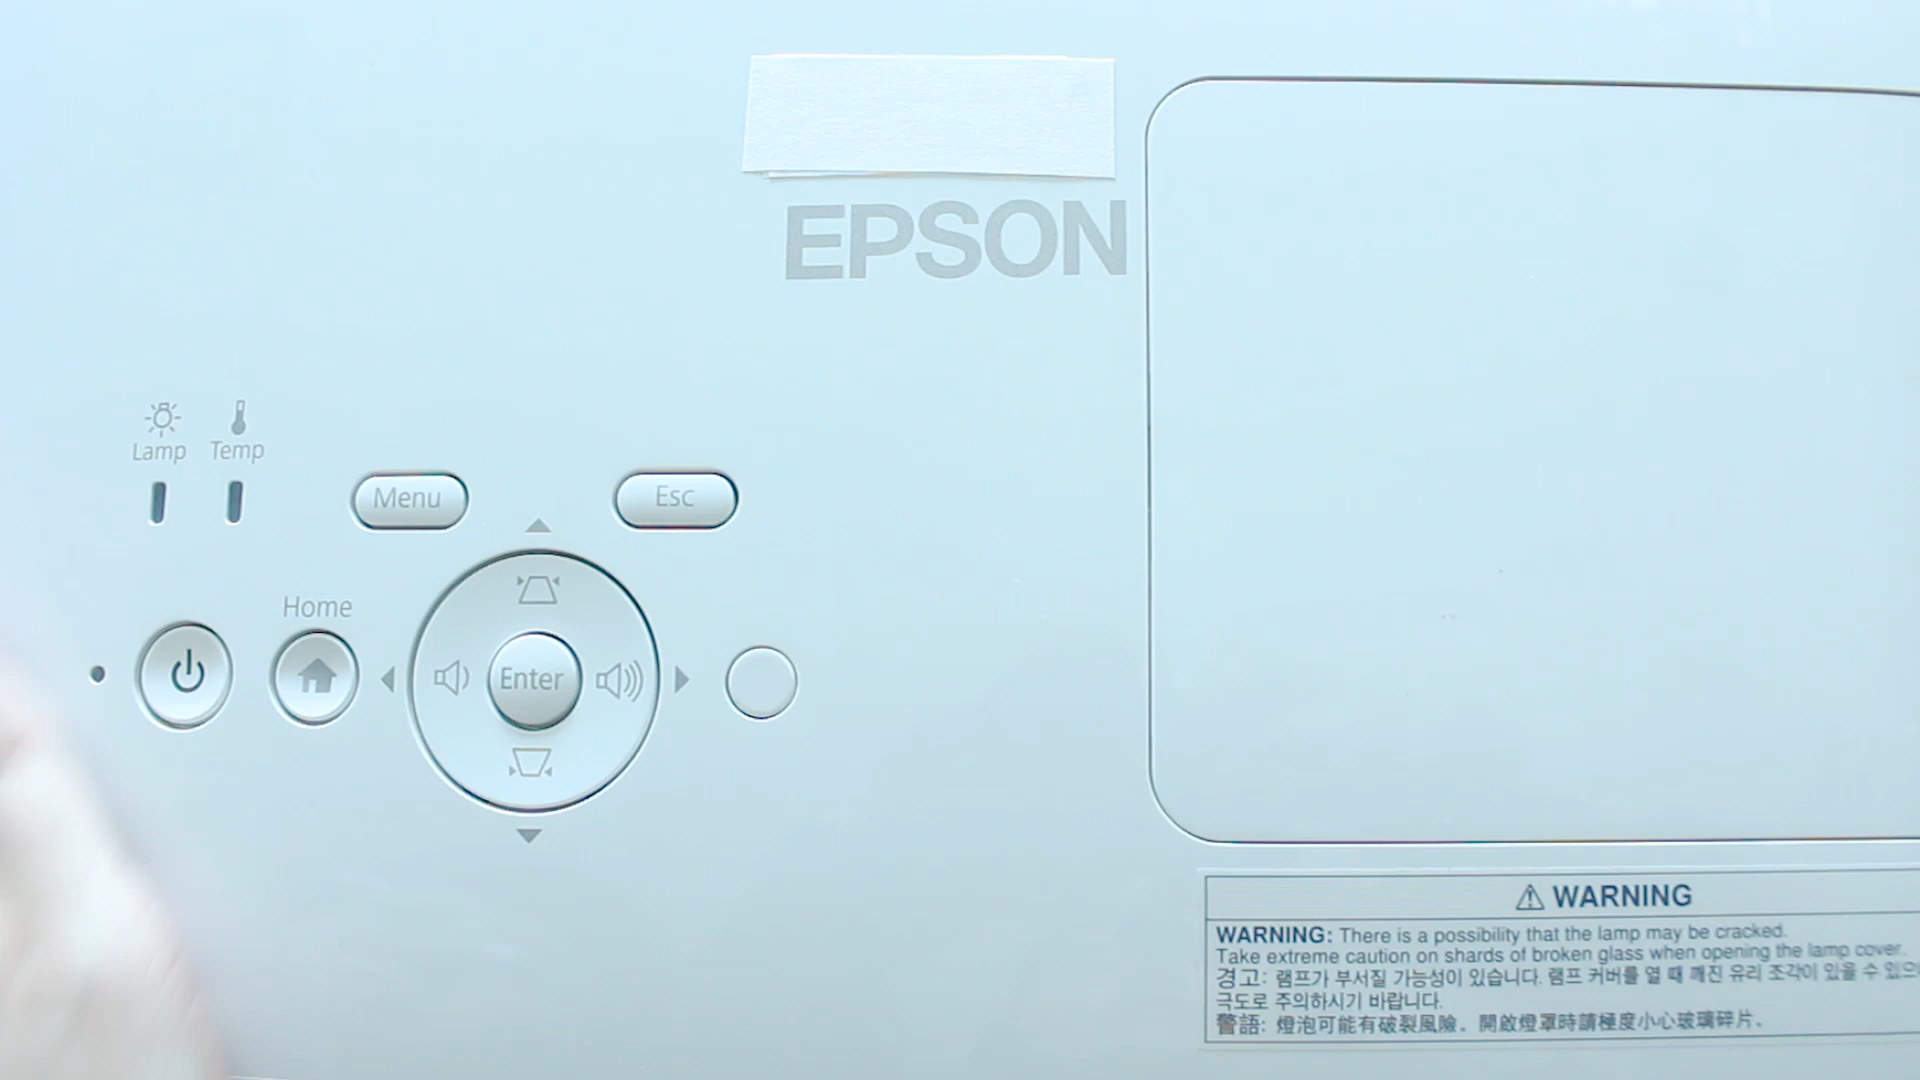 EPSON
Lamp Temp
Menu Esc
Home
Enter
WARNING
WARNING: There is a possibility that the lamp may be cracked.
Take extreme caution on shards of broken glass when opening the lamp cover.
경고: 램프가 부서질 가능성이 있습니다. 램프 커버를 열 때 깨진 유리 조각이 있을 수 있으
극도로 주의하시기 바랍니다.
警語: 燈泡可能有破裂風險。開啟燈罩時請極度小心玻璃碎片。